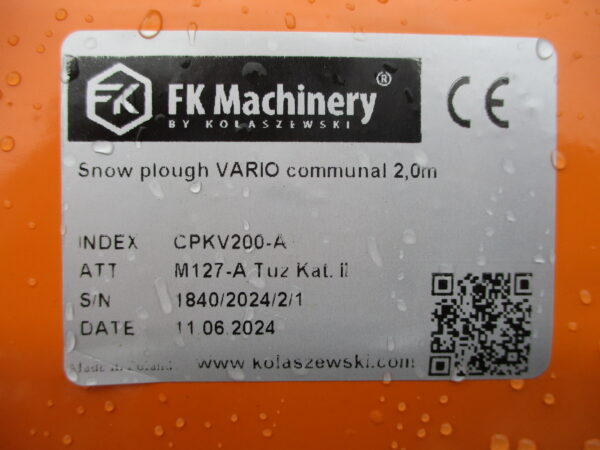 FK
FK Machinery ®
BY KOŁASZEWSKI
CE
Snow plough VARIO communal 2,0m
INDEX CPKV200-A
ATT M127-A Tuz Kat. II
S/N 1840/2024/2/1
DATE 11.06.2024
Made in Poland www.kolaszewski.com